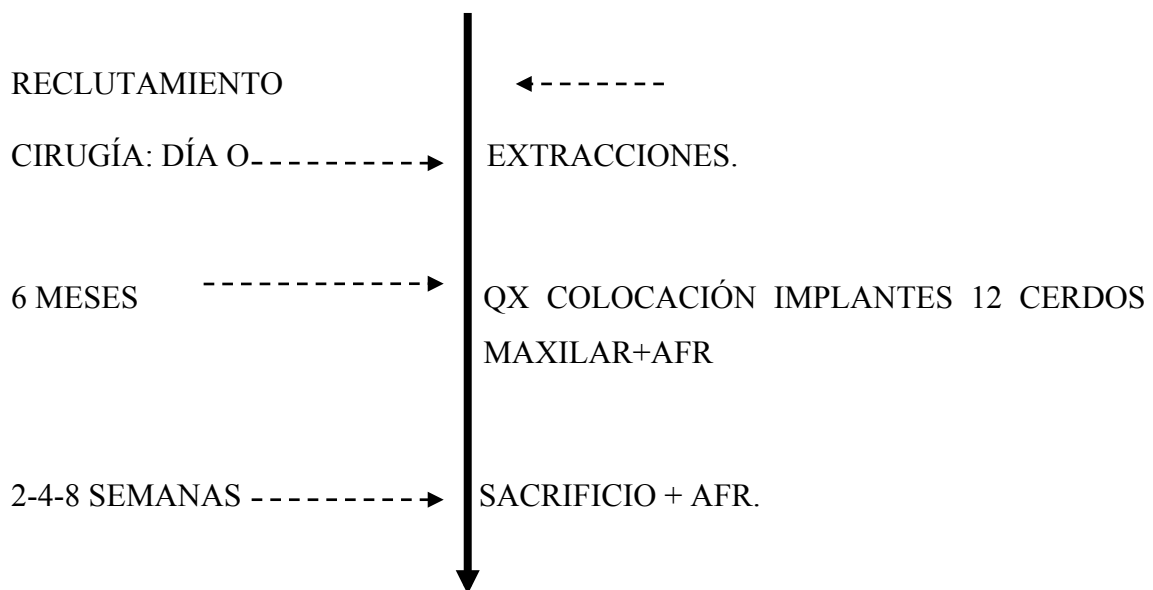 RECLUTAMIENTO
CIRUGÍA: DÍA O
EXTRACCIONES.
6 MESES
QX COLOCACIÓN IMPLANTES 12 CERDOS
MAXILAR+AFR
2-4-8 SEMANAS
SACRIFICIO + AFR.